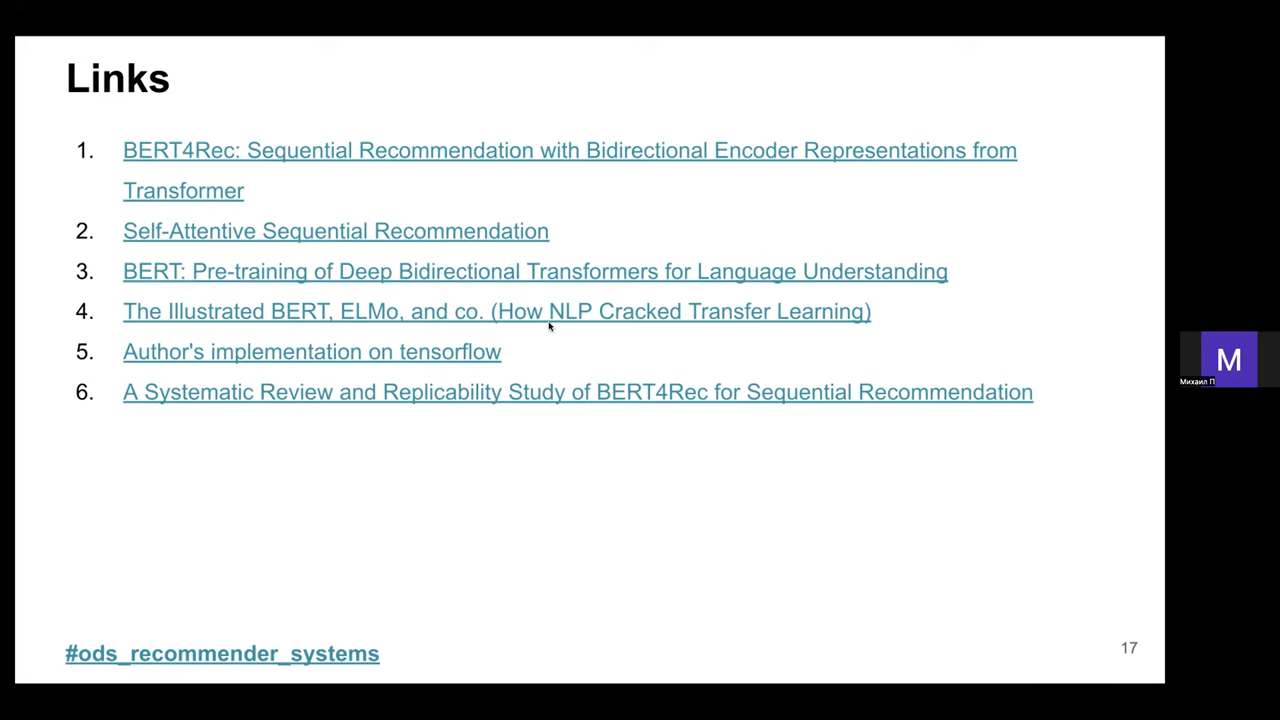 Links
1. BERT4Rec: Sequential Recommendation with Bidirectional Encoder Representations from
Transformer
2. Self-Attentive Sequential Recommendation
3. BERT: Pre-training of Deep Bidirectional Transformers for Language Understanding
4. The Illustrated BERT, ELMo, and co. (How NLP Cracked Transfer Learning)
5. Author's implementation on tensorflow
6. A Systematic Review and Replicability Study of BERT4Rec for Sequential Recommendation
#ods_recommender_systems
17
M
Михаил П